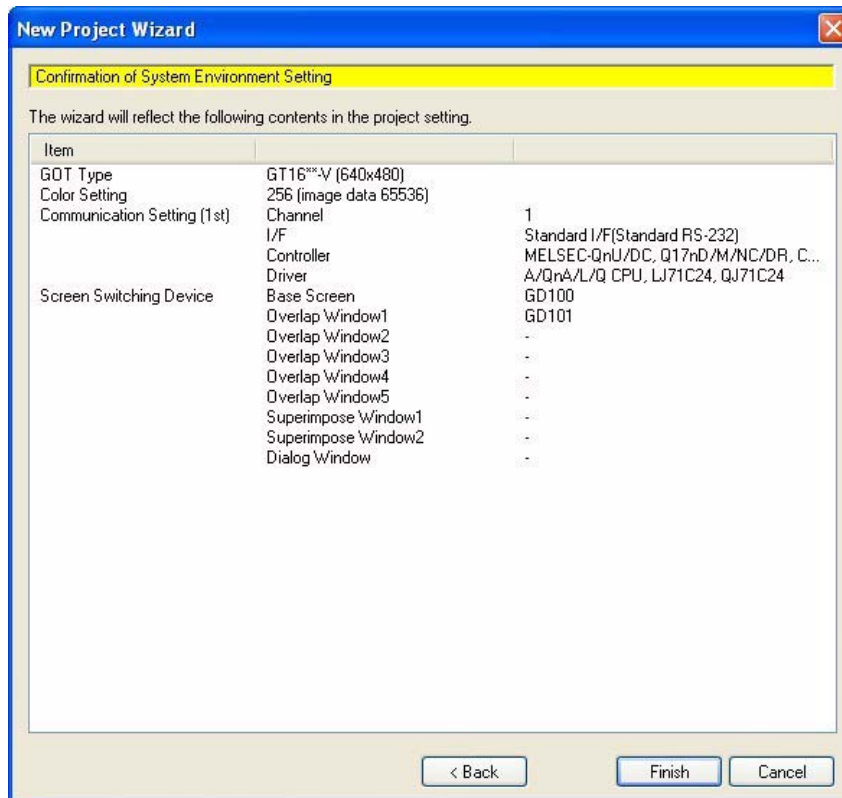 New Project Wizard
Confirmation of System Environment Setting
The wizard will reflect the following contents in the project setting.
Item
GOT Type GT16**-V (640x480)
Color Setting 256 (image data 65536)
Communication Setting (1st) Channel 1
I/F Standard I/F(Standard RS-232)
Controller MELSEC-QnU/DC, Q17nD/M/NC/DR, C...
Driver A/QnA/L/Q CPU, LJ71C24, QJ71C24
Screen Switching Device Base Screen GD100
Overlap Window1 GD101
Overlap Window2 -
Overlap Window3 -
Overlap Window4 -
Overlap Window5 -
Superimpose Window1 -
Superimpose Window2 -
Dialog Window -
< Back Finish Cancel